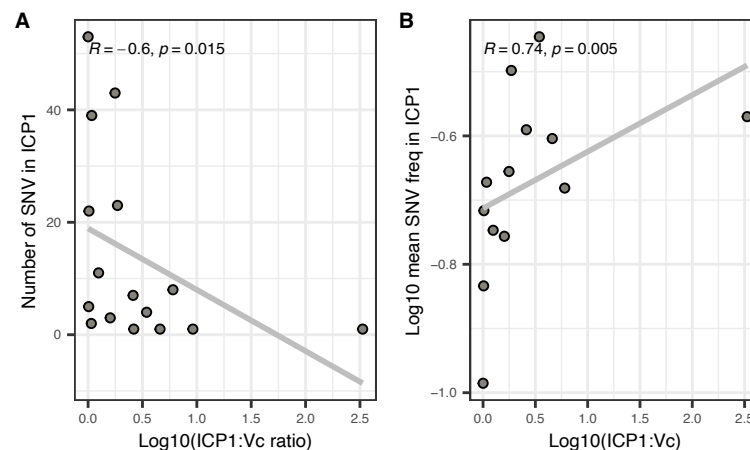 A
R = −0.6, p = 0.015
Number of SNV in ICP1
40
20
0
0.0 0.5 1.0 1.5 2.0 2.5
Log10(ICP1:Vc ratio)
B
R = 0.74, p = 0.005
Log10 mean SNV freq in ICP1
−0.6
−0.8
−1.0
0.0 0.5 1.0 1.5 2.0 2.5
Log10(ICP1:Vc)